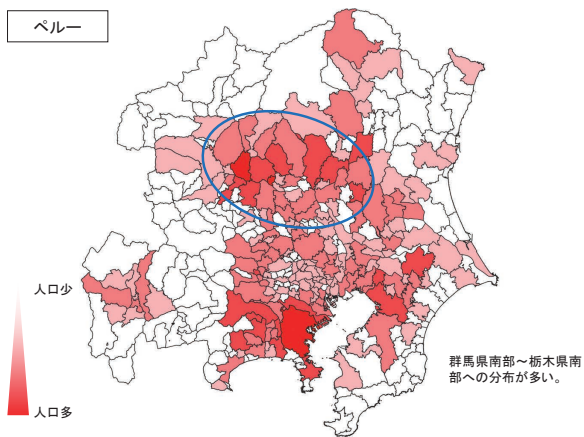 ペルー
人口少
人口多
群馬県南部～栃木県南
部への分布が多い。